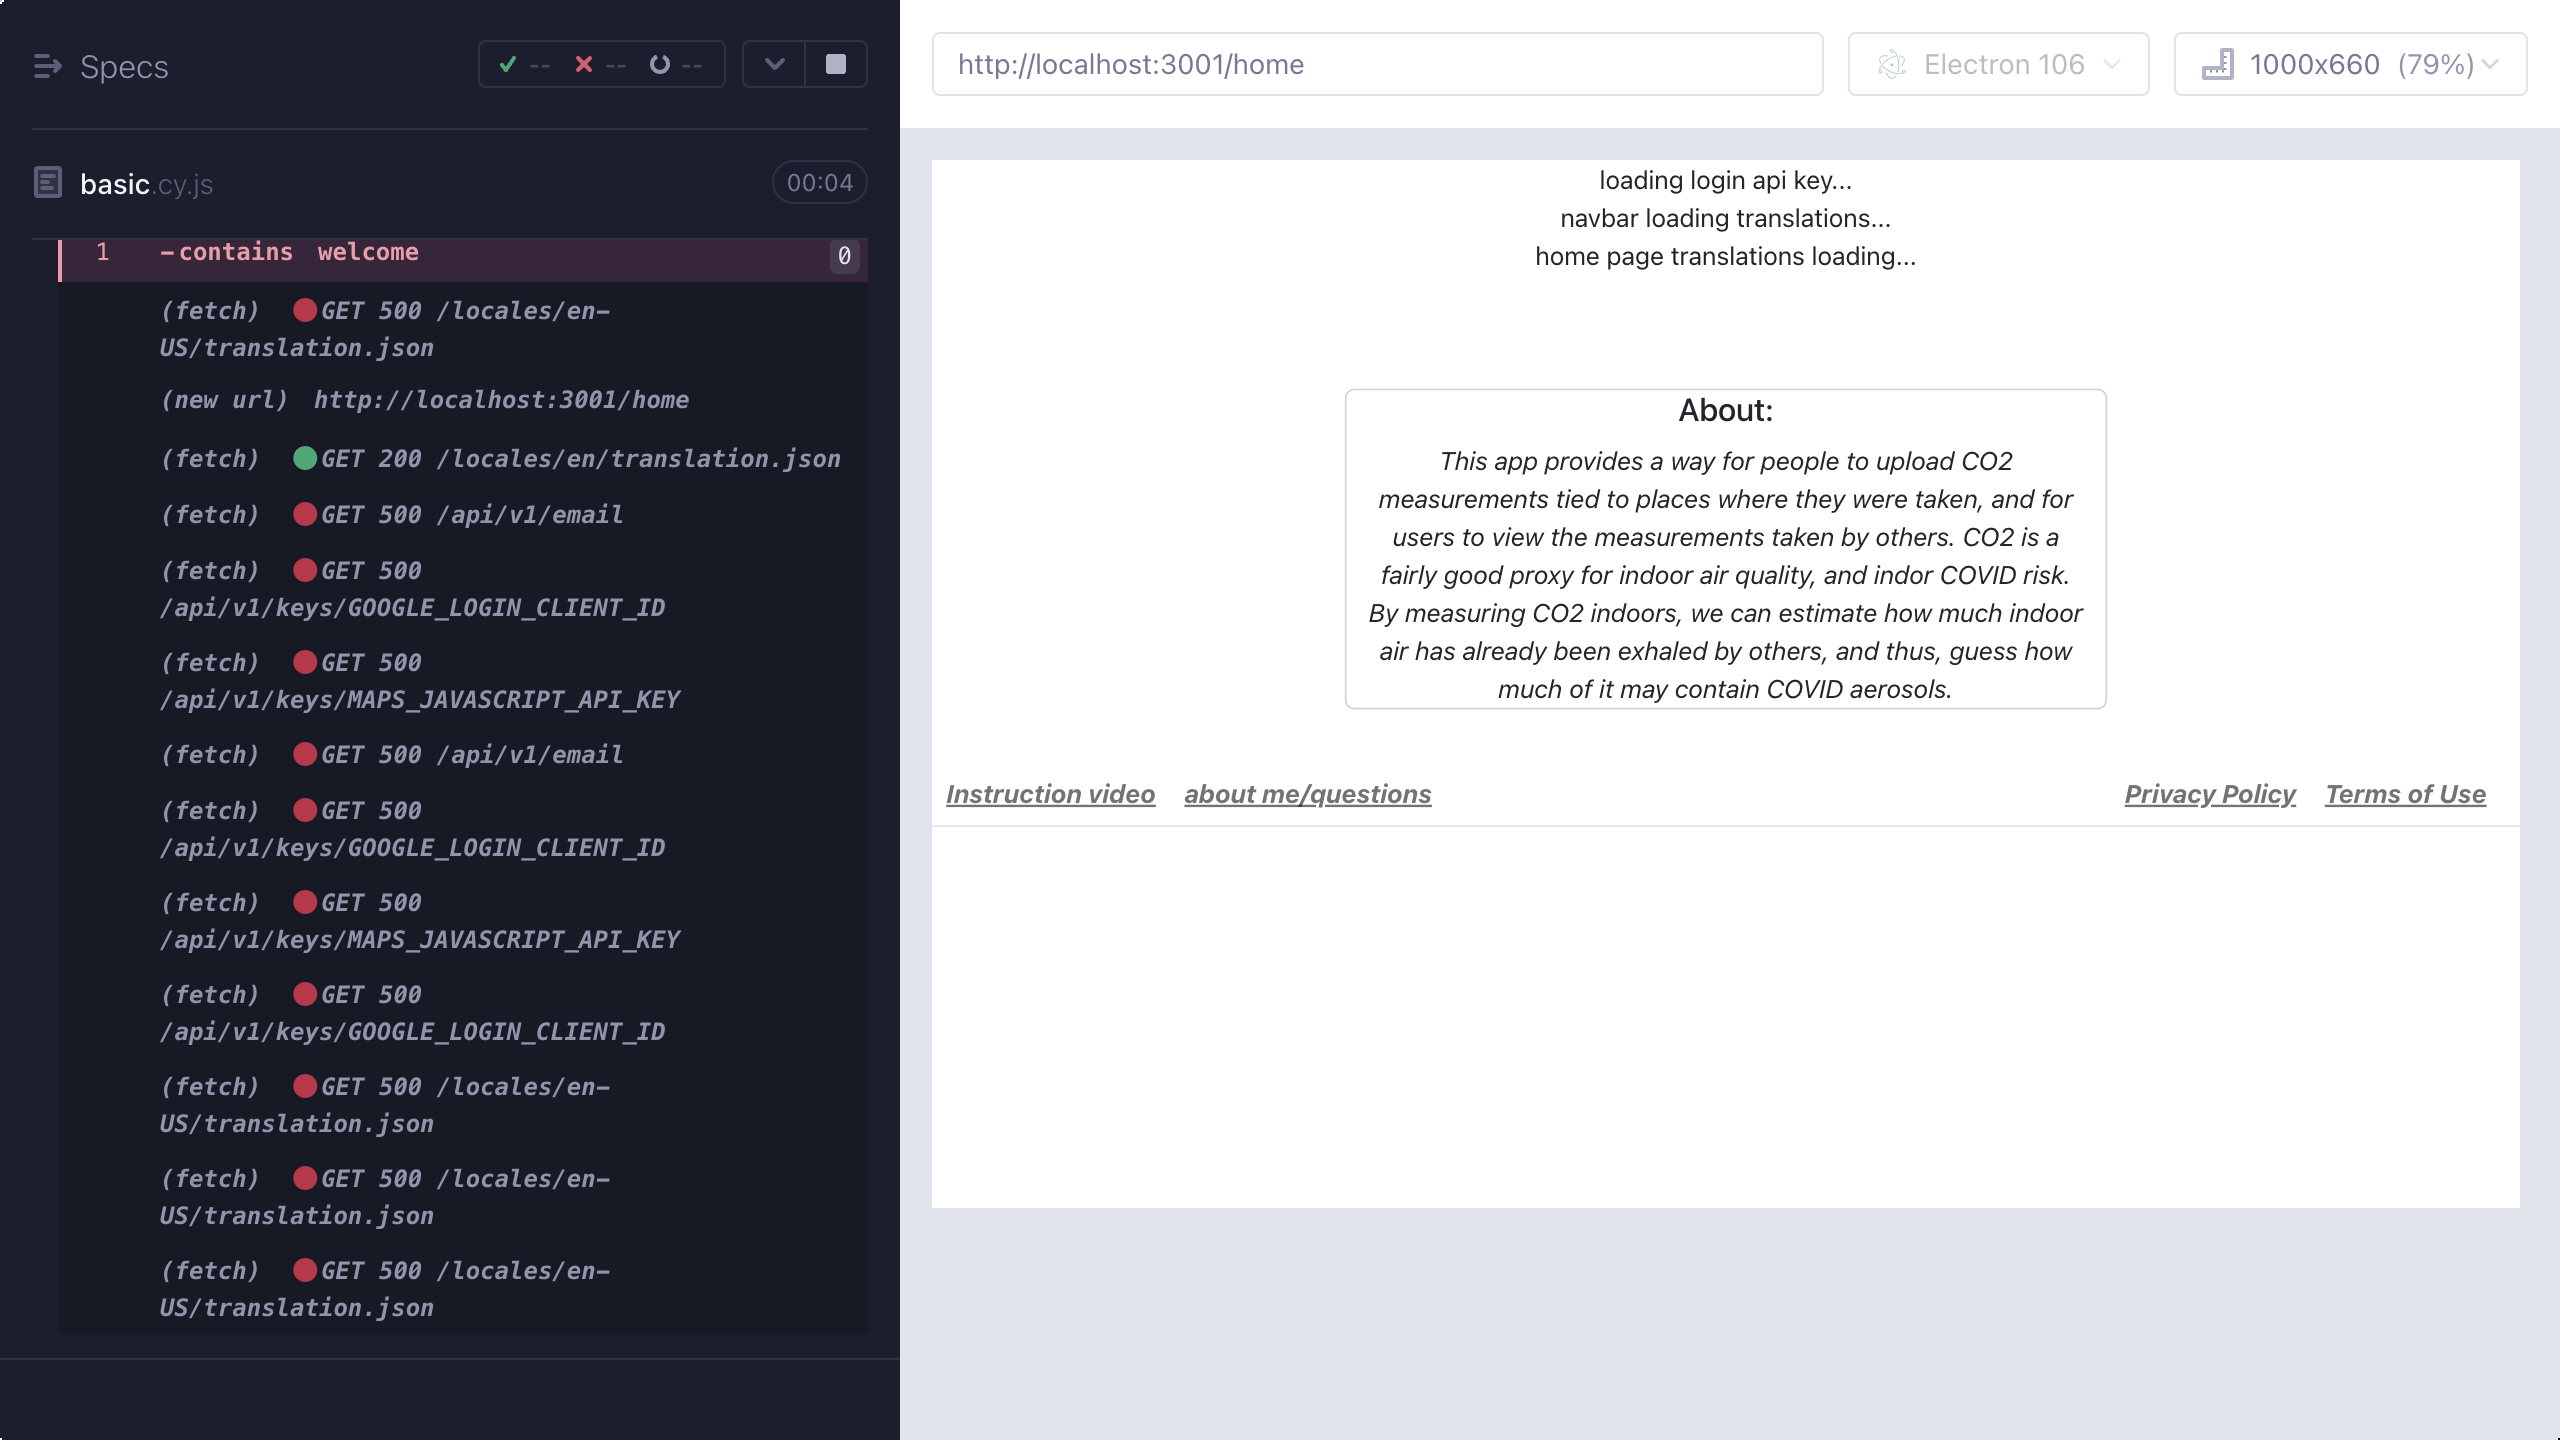 Specs
-- -- --
basic.cy.js
00:04
1 -contains welcome 0
(fetch) GET 500 /locales/en-
US/translation.json
(new url) http://localhost:3001/home
(fetch) GET 200 /locales/en/translation.json
(fetch) GET 500 /api/v1/email
(fetch) GET 500
/api/v1/keys/GOOGLE_LOGIN_CLIENT_ID
(fetch) GET 500
/api/v1/keys/MAPS_JAVASCRIPT_API_KEY
(fetch) GET 500 /api/v1/email
(fetch) GET 500
/api/v1/keys/GOOGLE_LOGIN_CLIENT_ID
(fetch) GET 500
/api/v1/keys/MAPS_JAVASCRIPT_API_KEY
(fetch) GET 500
/api/v1/keys/GOOGLE_LOGIN_CLIENT_ID
(fetch) GET 500 /locales/en-
US/translation.json
(fetch) GET 500 /locales/en-
US/translation.json
(fetch) GET 500 /locales/en-
US/translation.json
http://localhost:3001/home
Electron 106
1000x660 (79%)
loading login api key...
navbar loading translations...
home page translations loading...
About:
This app provides a way for people to upload CO2
measurements tied to places where they were taken, and for
users to view the measurements taken by others. CO2 is a
fairly good proxy for indoor air quality, and indor COVID risk.
By measuring CO2 indoors, we can estimate how much indoor
air has already been exhaled by others, and thus, guess how
much of it may contain COVID aerosols.
Instruction video about me/questions Privacy Policy Terms of Use